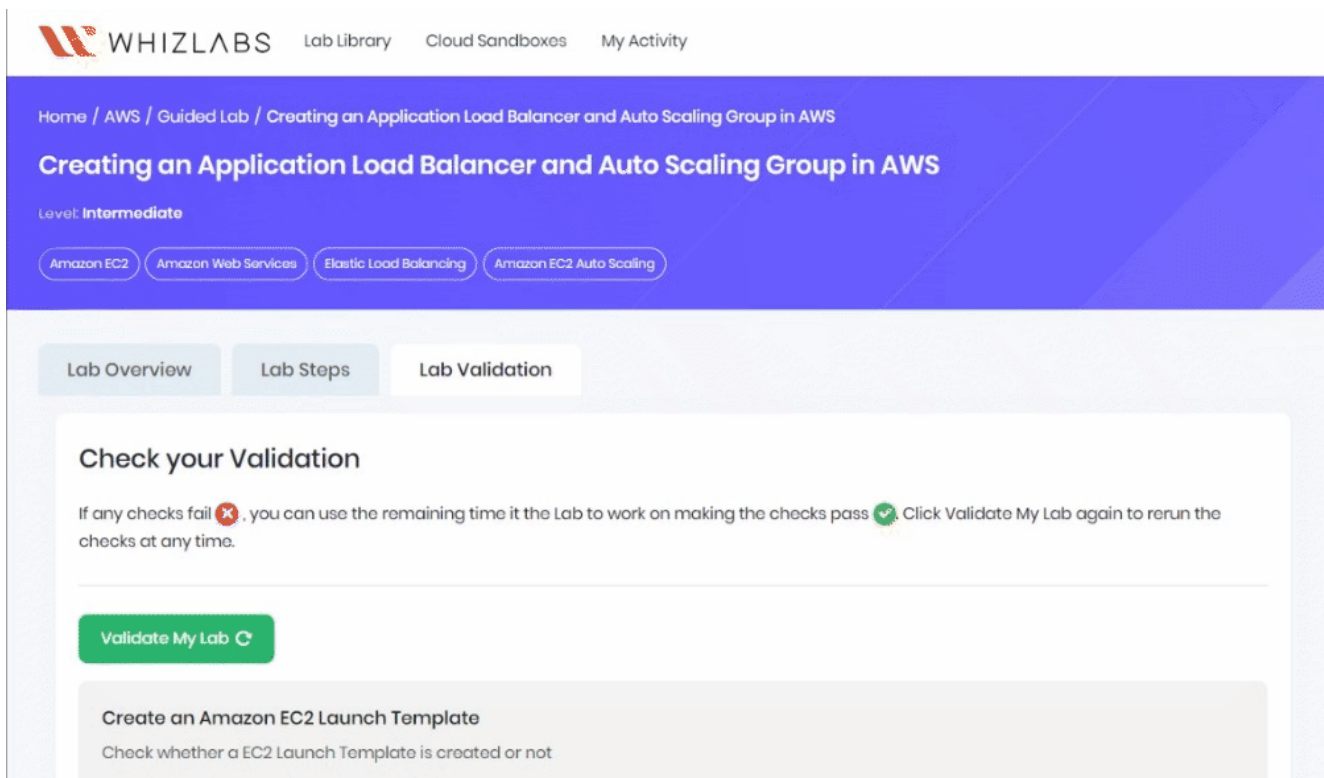 WHIZLABS Lab Library Cloud Sandboxes My Activity
Home / AWS / Guided Lab / Creating an Application Load Balancer and Auto Scaling Group in AWS
Creating an Application Load Balancer and Auto Scaling Group in AWS
Level: Intermediate
Amazon EC2 Amazon Web Services Elastic Load Balancing Amazon EC2 Auto Scaling
Lab Overview Lab Steps Lab Validation
Check your Validation
If any checks fail , you can use the remaining time it the Lab to work on making the checks pass . Click Validate My Lab again to rerun the
checks at any time.
Validate My Lab
Create an Amazon EC2 Launch Template
Check whether a EC2 Launch Template is created or not